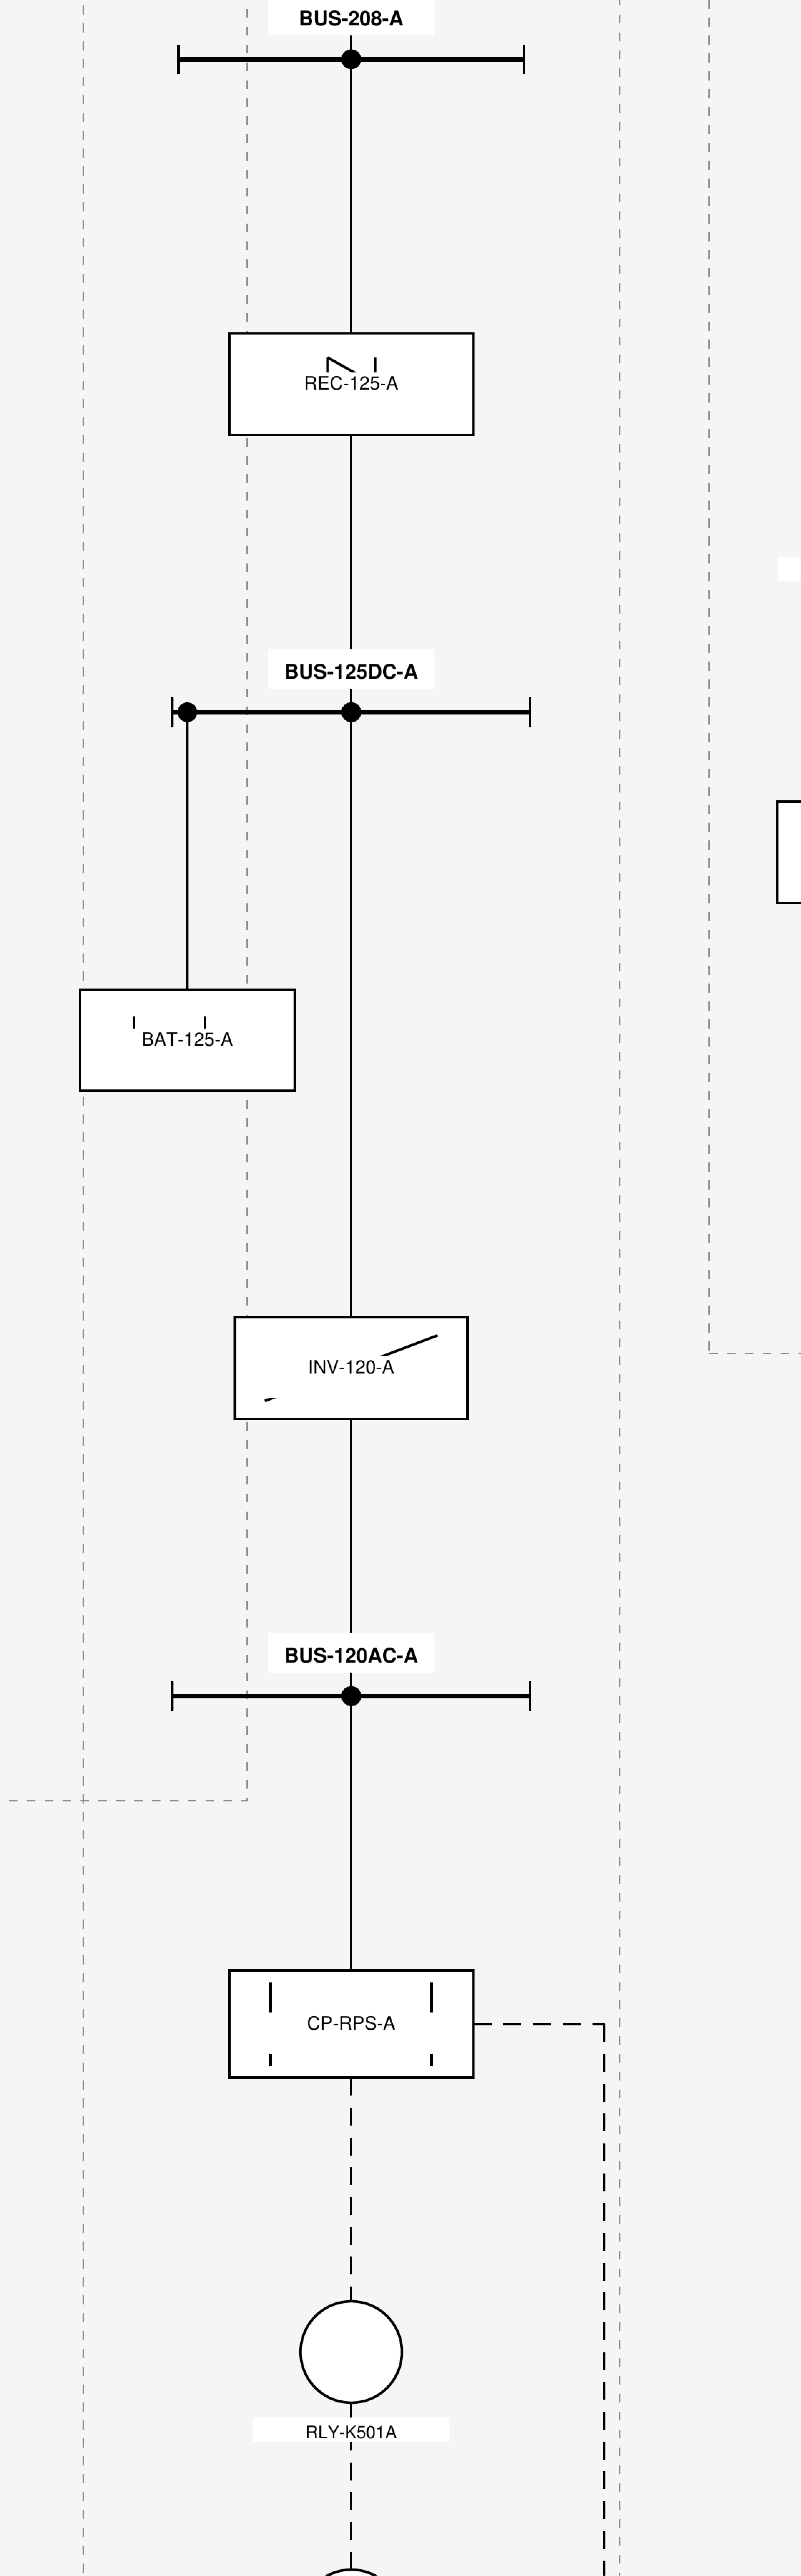 BUS-208-A
REC-125-A
BUS-125DC-A
BAT-125-A
INV-120-A
BUS-120AC-A
CP-RPS-A
RLY-K501A